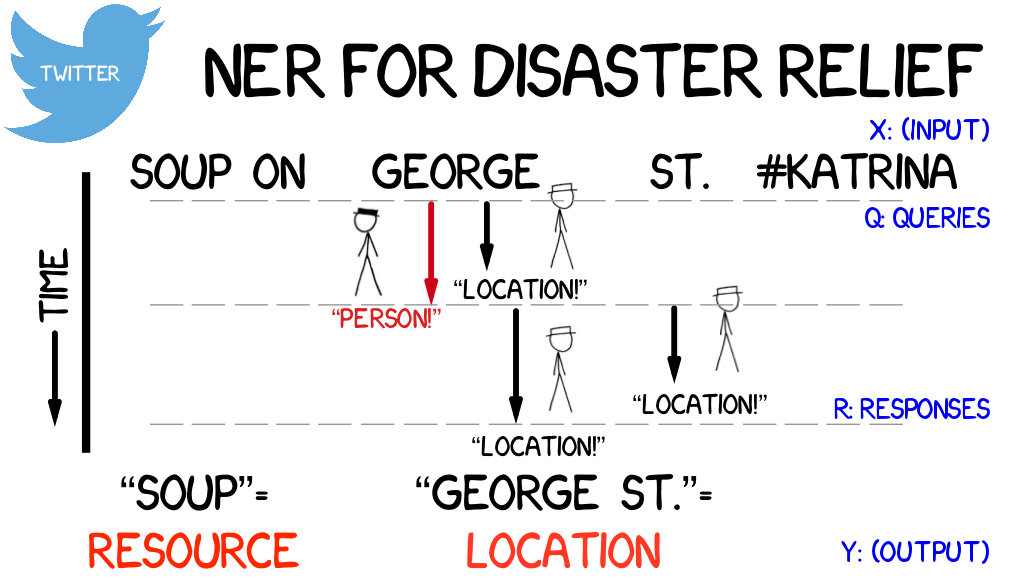 TWITTER
NER FOR DISASTER RELIEF
X: (INPUT)
SOUP ON GEORGE ST. #KATRINA
Q: QUERIES
TIME
“LOCATION!”
“PERSON!”
“LOCATION!”
R: RESPONSES
“LOCATION!”
“SOUP”= “GEORGE ST.”=
RESOURCE LOCATION
Y: (OUTPUT)